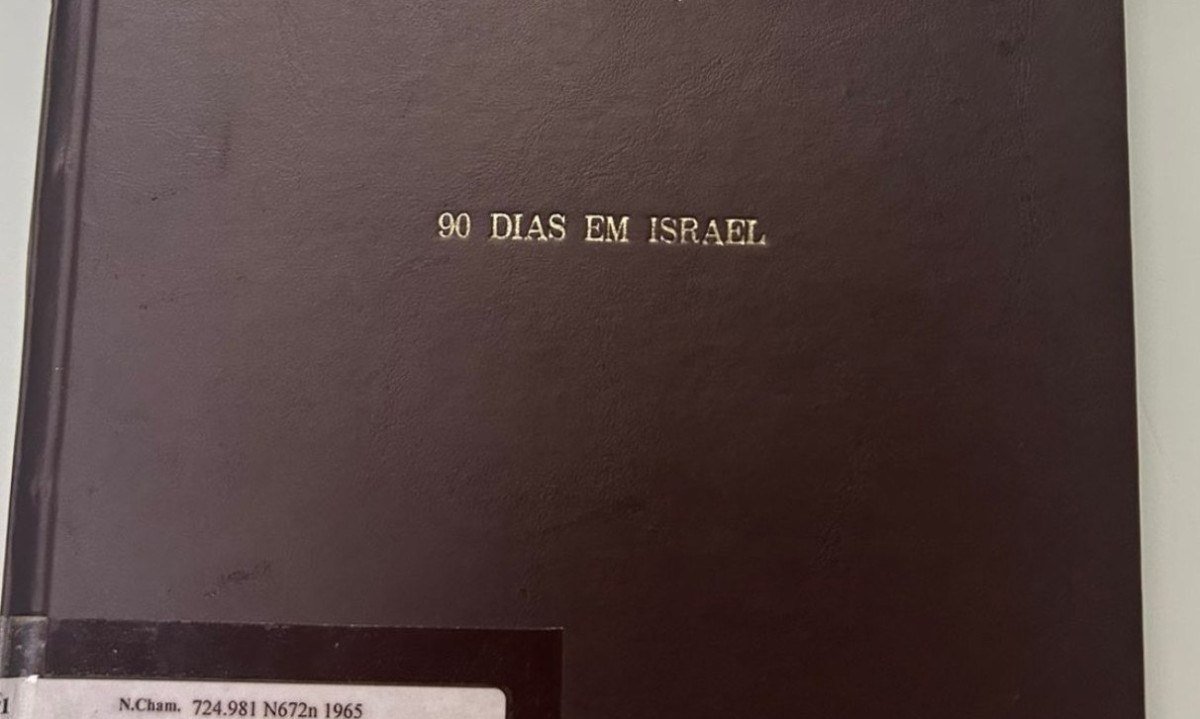 90 DIAS EM ISRAEL
N.Cham. 724.981 N672n 1965